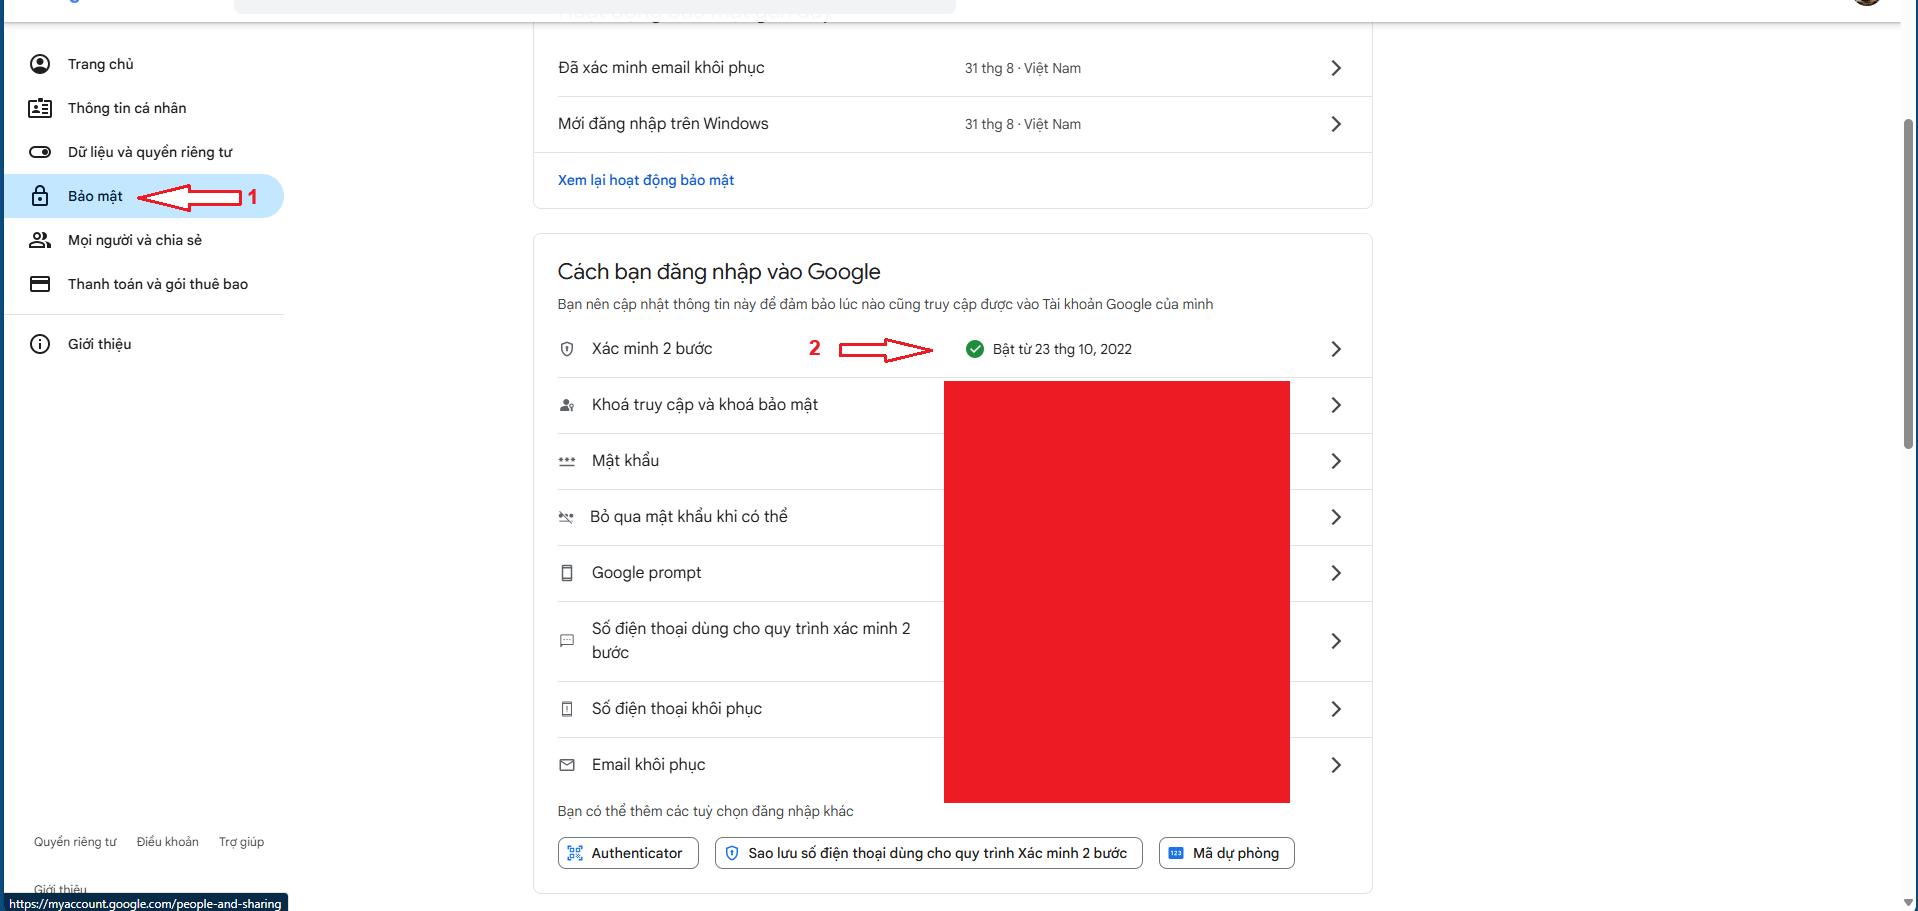 Trang chủ
Thông tin cá nhân
Dữ liệu và quyền riêng tư
Bảo mật
1
Mọi người và chia sẻ
Thanh toán và gói thuê bao
Giới thiệu
Đã xác minh email khôi phục
31 thg 8 · Việt Nam
Mới đăng nhập trên Windows
31 thg 8 · Việt Nam
Xem lại hoạt động bảo mật
Cách bạn đăng nhập vào Google
Bạn nên cập nhật thông tin này để đảm bảo lúc nào cũng truy cập được vào Tài khoản Google của mình
Xác minh 2 bước
2
Bật từ 23 thg 10, 2022
Khoá truy cập và khoá bảo mật
Mật khẩu
Bỏ qua mật khẩu khi có thể
Google prompt
Số điện thoại dùng cho quy trình xác minh 2
bước
Số điện thoại khôi phục
Email khôi phục
Bạn có thể thêm các tuỳ chọn đăng nhập khác
Authenticator
Sao lưu số điện thoại dùng cho quy trình Xác minh 2 bước
123
Mã dự phòng
Quyền riêng tư
Điều khoản
Trợ giúp
Giới thiệu
https://myaccount.google.com/people-and-sharing